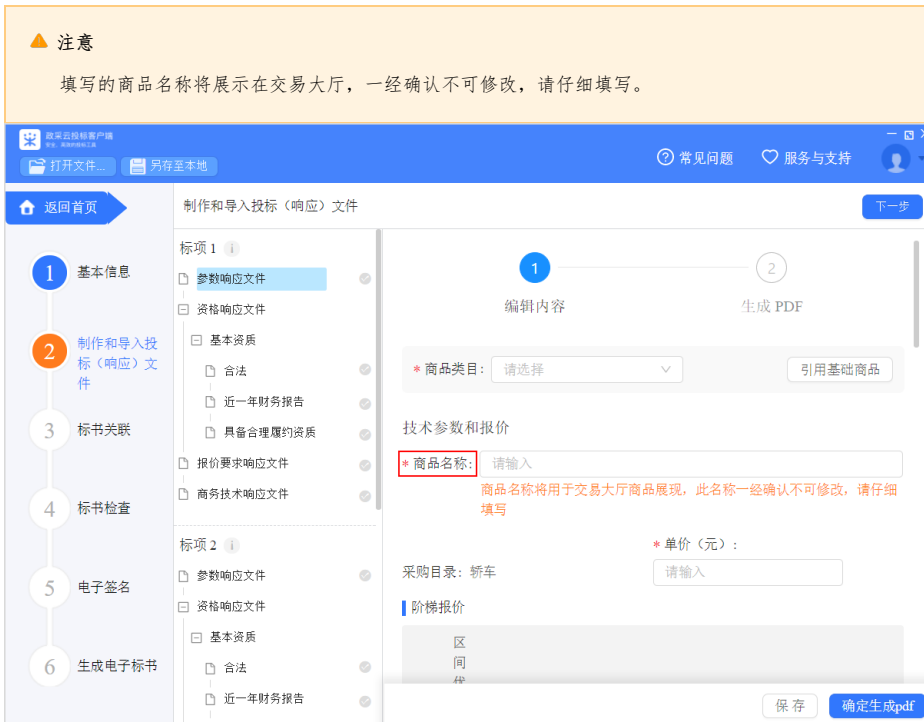 注意
填写的商品名称将展示在交易大厅，一经确认不可修改，请仔细填写。
政采云投标客户端
安全、高效的投标工具
打开文件...
另存至本地
常见问题
服务与支持
返回首页
制作和导入投标（响应）文件
下一步
1
基本信息
2
制作和导入投
标（响应）文
件
3
标书关联
4
标书检查
5
电子签名
6
生成电子标书
标项 1
参数响应文件
资格响应文件
基本资质
合法
近一年财务报告
具备合理履约资质
报价要求响应文件
商务技术响应文件
标项 2
参数响应文件
资格响应文件
基本资质
合法
近一年财务报告
1
编辑内容
2
生成 PDF
* 商品类目：
请选择
引用基础商品
技术参数和报价
* 商品名称：
请输入
商品名称将用于交易大厅商品展现，此名称一经确认不可修改，请仔细
填写
* 单价（元）：
采购目录：轿车
请输入
阶梯报价
区
间
保存
确定生成pdf